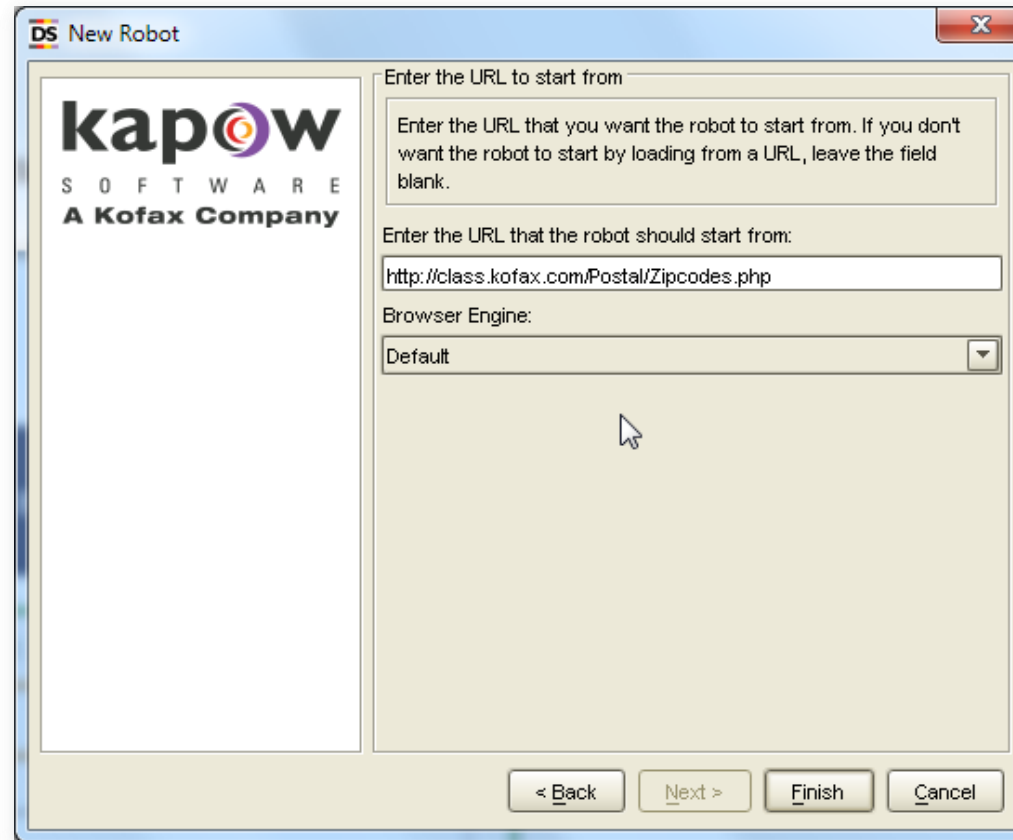 DS New Robot
X
kapow
SOFTWARE
A Kofax Company
Enter the URL to start from
Enter the URL that you want the robot to start from. If you don't
want the robot to start by loading from a URL, leave the field
blank.
Enter the URL that the robot should start from:
http://class.kofax.com/Postal/Zipcodes.php
Browser Engine:
Default
< Back Next > Finish Cancel